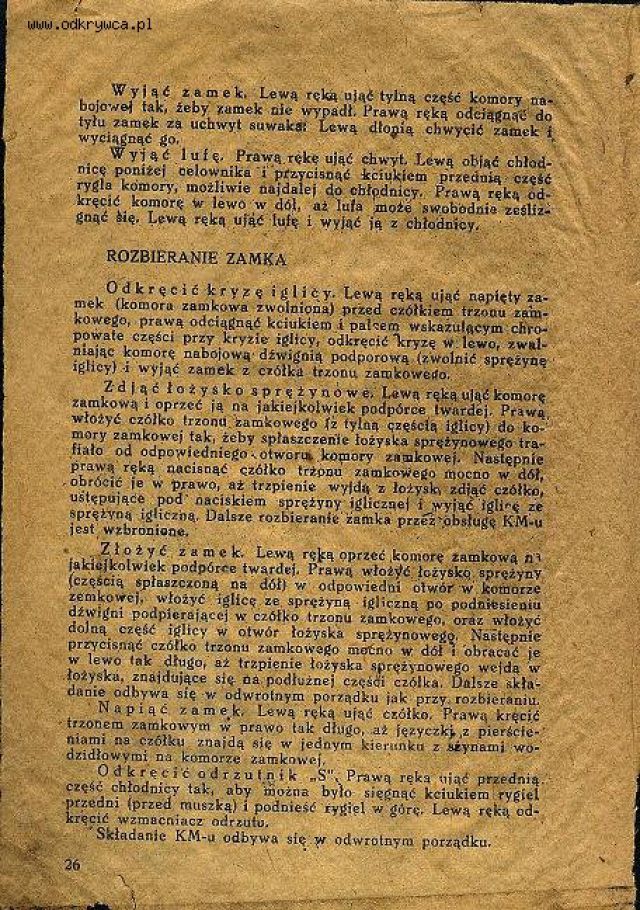 www.odkrywca.pl
Wyjąć zamek. Lewą ręką ująć tylną część komory na-
bojowej tak, żeby zamek nie wypadł. Prawą ręką odciągnąć do
tyłu zamek za uchwyt suwaka. Lewą dłonią chwycić zamek i
wyciągnąć go.
Wyjąć lufę. Prawą rękę ująć chwyt. Lewą objąć chłod-
nicę poniżej celownika i przycisnąć kciukiem przednią część
rygla komory, możliwie najdalej do chłodnicy. Prawą ręką od-
kręcić komorę w lewo w dół, aż lufa może swobodnie ześliz-
gnąć się. Lewą ręką ująć lufę i wyjąć ją z chłodnicy.
ROZBIERANIE ZAMKA
Odkręcić kryzę iglicy. Lewą ręką ująć napięty za-
mek (komora zamkowa zwolniona) przed czółkiem trzonu zam-
kowego, prawą odciągnąć kciukiem i palcem wskazującym chro-
powate części przy kryzie iglicy, odkręcić kryzę w lewo, zwal-
niając komorę nabojową dźwignią podporową (zwolnić sprężynę
iglicy) i wyjąć zamek z czółka trzonu zamkowego.
Zdjąć łożysko sprężynowe. Lewą ręką ująć komorę
zamkową i oprzeć ją na jakiejkolwiek podpórce twardej. Prawą
włożyć czółko trzonu zamkowego (z tylną częścią iglicy) do ko-
mory zamkowej tak, żeby spłaszczenie łożyska sprężynowego tra-
fiało od odpowiedniego otworu komory zamkowej. Następnie
prawą ręką nacisnąć czółko trzonu zamkowego mocno w dół,
obrócić je w prawo, aż trzpienie wyjdą z łożysk, zdjąć czółko,
ustępujące pod naciskiem sprężyny iglicznej i wyjąć iglicę ze
sprężyną igliczną. Dalsze rozbieranie zamka przez obsługę KM-u
jest wzbronione.
Złożyć zamek. Lewą ręką oprzeć komorę zamkową na
jakiejkolwiek podpórce twardej. Prawą włożyć łożysko sprężyny
(częścią spłaszczoną na dół) w odpowiedni otwór w komorze
zemkowej, włożyć iglicę ze sprężyną igliczną po podniesieniu
dźwigni podpierającej w czółko trzonu zamkowego, oraz włożyć
dolną część iglicy w otwór łożyska sprężynowego. Następnie
przycisnąć czółko trzonu zamkowego mocno w dół i obracać je
w lewo tak długo, aż trzpienie łożyska sprężynowego wejdą w
łożyska, znajdujące się na podłużnej części czółka. Dalsze skła-
danie odbywa się w odwrotnym porządku jak przy rozbieraniu.
Napiąć zamek. Lewą ręką ująć czółko. Prawą kręcić
trzonem zamkowym w prawo tak długo, aż języczki z pierście-
niami na czółku znajdą się w jednym kierunku z szynami wo-
dzidłowymi na komorze zamkowej.
Odkręcić odrzutnik „S". Prawą ręką ująć przednią
część chłodnicy tak, aby można było sięgnąć kciukiem rygiel
przedni (przed muszką) i podnieść rygiel w górę. Lewą ręką od-
kręcić wzmacniacz odrzutu.
Składanie KM-u odbywa się w odwrotnym porządku.
26